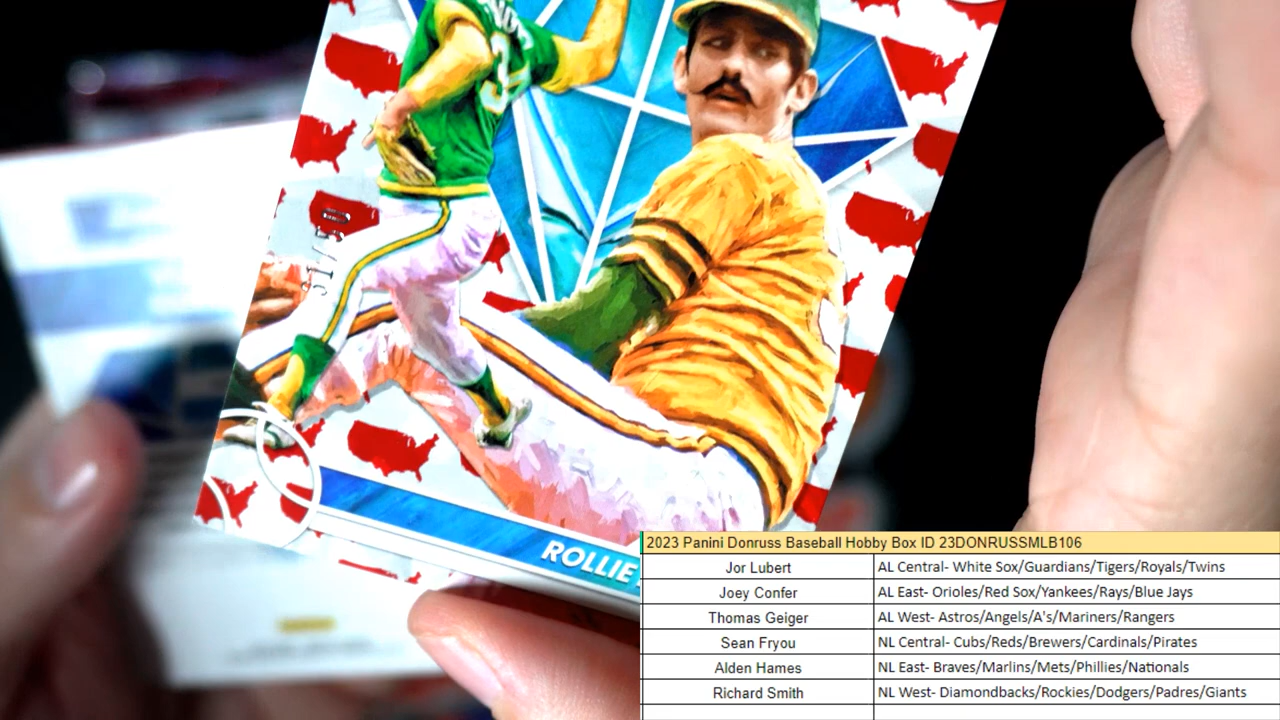 ROLLIE
2023 Panini Donruss Baseball Hobby Box ID 23DONRUSSMLB106
Jor Lubert AL Central- White Sox/Guardians/Tigers/Royals/Twins
Joey Confer AL East- Orioles/Red Sox/Yankees/Rays/Blue Jays
Thomas Geiger AL West- Astros/Angels/A's/Mariners/Rangers
Sean Fryou NL Central- Cubs/Reds/Brewers/Cardinals/Pirates
Alden Hames NL East- Braves/Marlins/Mets/Phillies/Nationals
Richard Smith NL West- Diamondbacks/Rockies/Dodgers/Padres/Giants